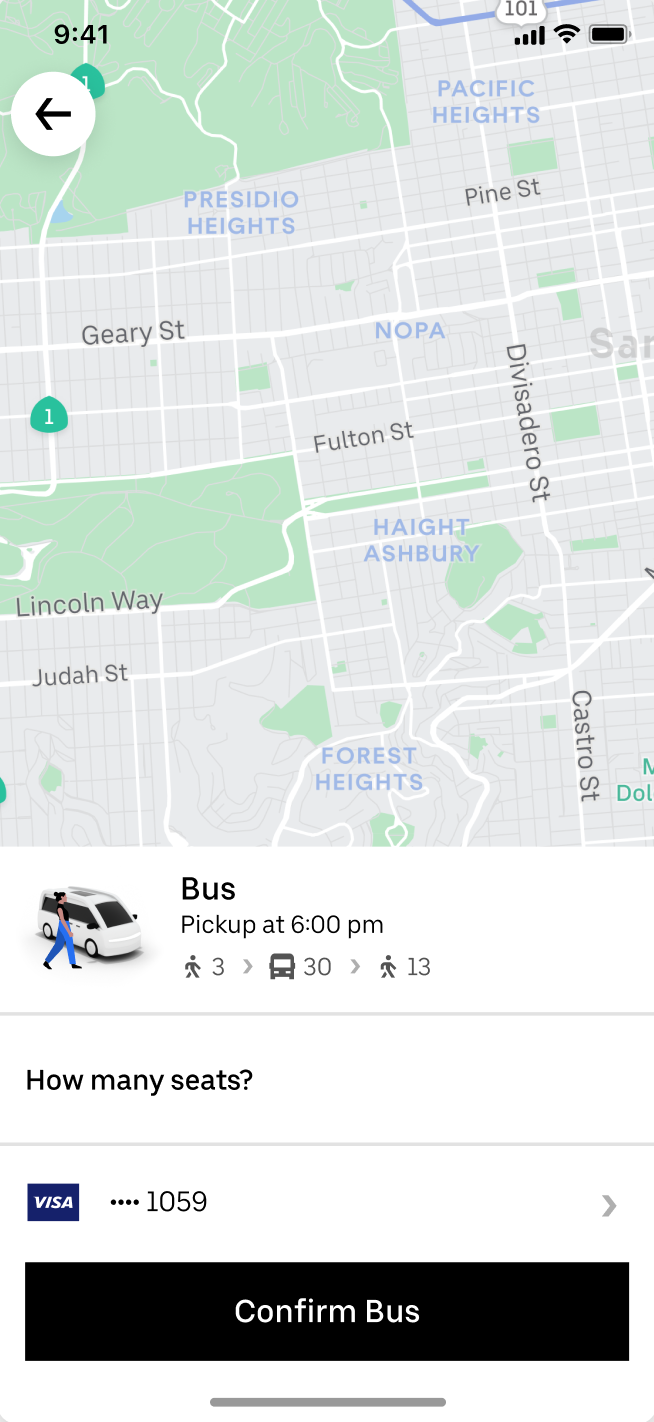 101
9:41
1
PACIFIC
HEIGHTS
PRESIDIO
HEIGHTS
Pine St
Geary St
NOPA
San
Divisadero St
1
Fulton St
HAIGHT
ASHBURY
Lincoln Way
Judah St
Castro St
FOREST
HEIGHTS
M
Dol
Bus
Pickup at 6:00 pm
3 › 30 › 13
How many seats?
VISA •••• 1059 ›
Confirm Bus